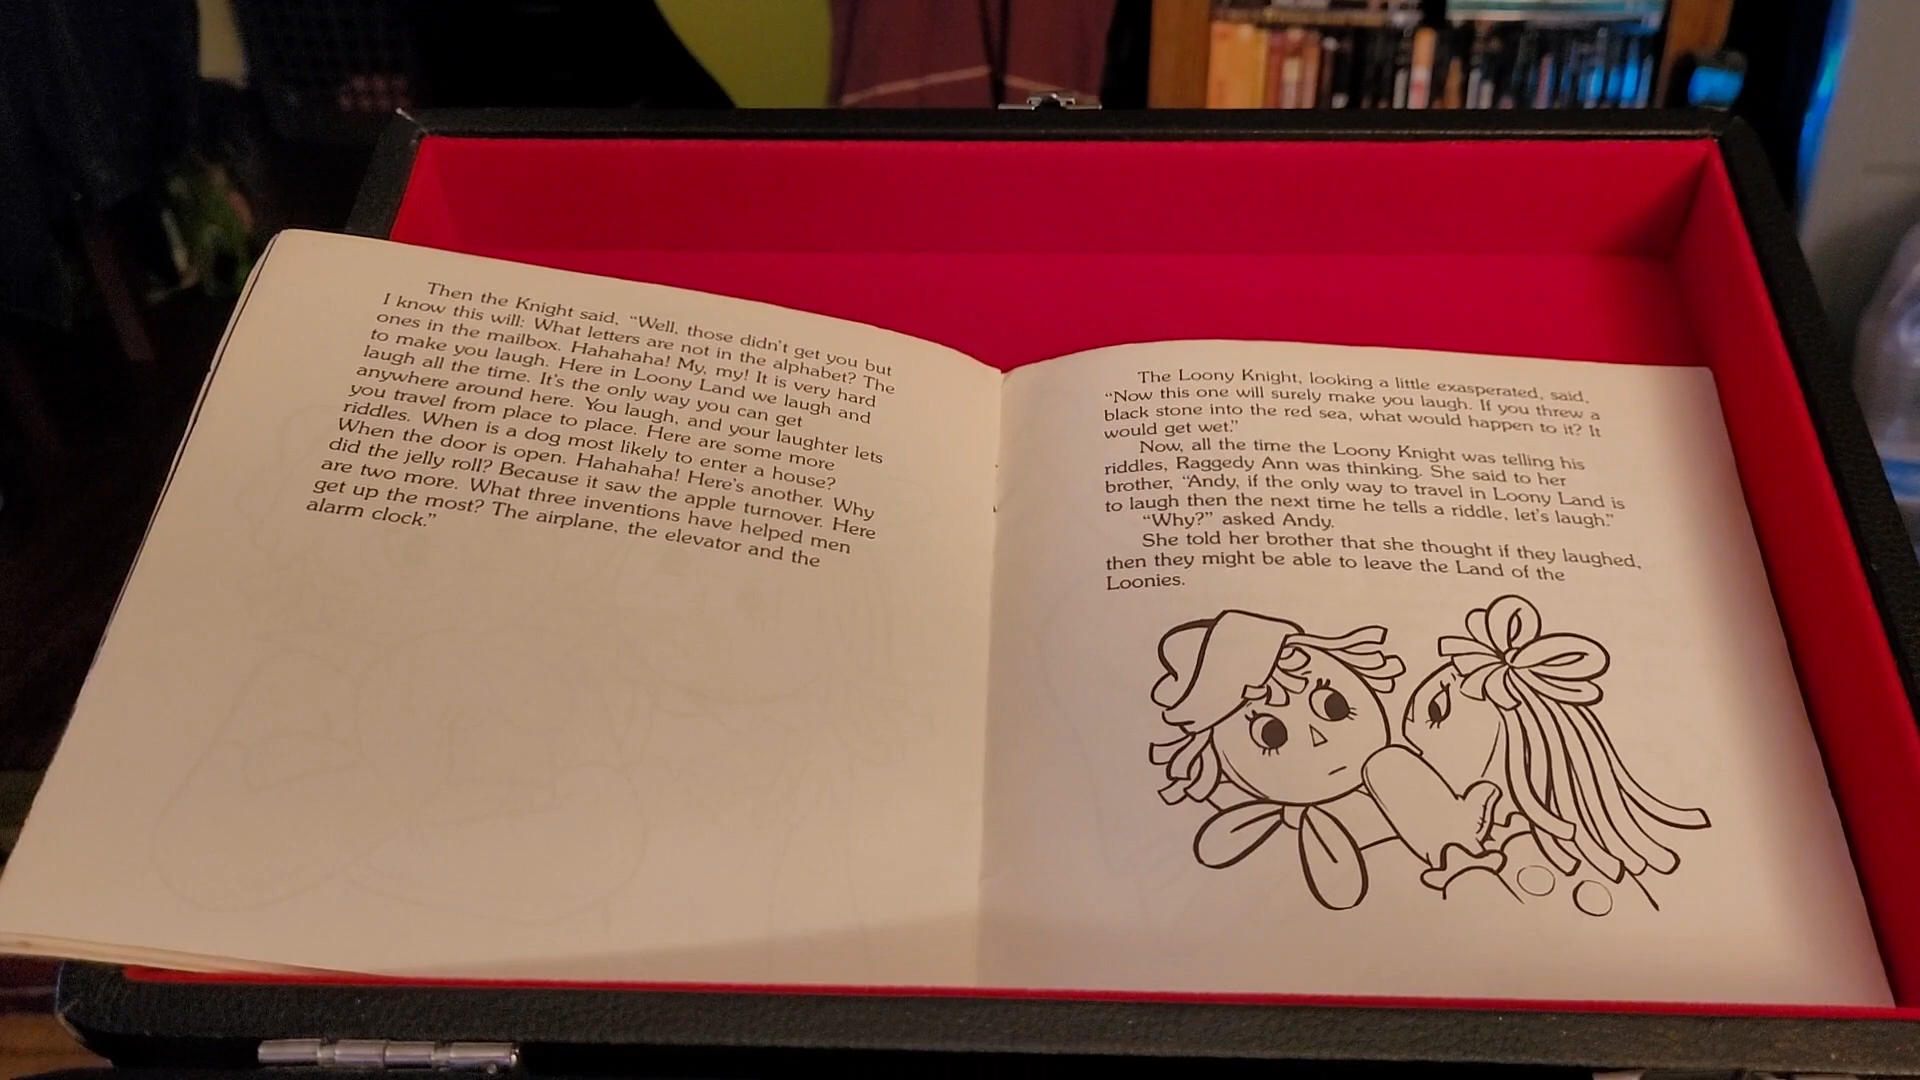 Then the Knight said, “Well, those didn’t get you but
I know this will: What letters are not in the alphabet? The
ones in the mailbox. Hahahaha! My, my! It is very hard
to make you laugh. Here in Loony Land we laugh and
laugh all the time. It’s the only way you can get
anywhere around here. You laugh, and your laughter lets
you travel from place to place. Here are some more
riddles. When is a dog most likely to enter a house?
When the door is open. Hahahaha! Here’s another. Why
did the jelly roll? Because it saw the apple turnover. Here
are two more. What three inventions have helped men
get up the most? The airplane, the elevator and the
alarm clock.”
The Loony Knight, looking a little exasperated, said,
“Now this one will surely make you laugh. If you threw a
black stone into the red sea, what would happen to it? It
would get wet.”
Now, all the time the Loony Knight was telling his
riddles, Raggedy Ann was thinking. She said to her
brother, “Andy, if the only way to travel in Loony Land is
to laugh then the next time he tells a riddle, let’s laugh.”
“Why?” asked Andy.
She told her brother that she thought if they laughed,
then they might be able to leave the Land of the
Loonies.